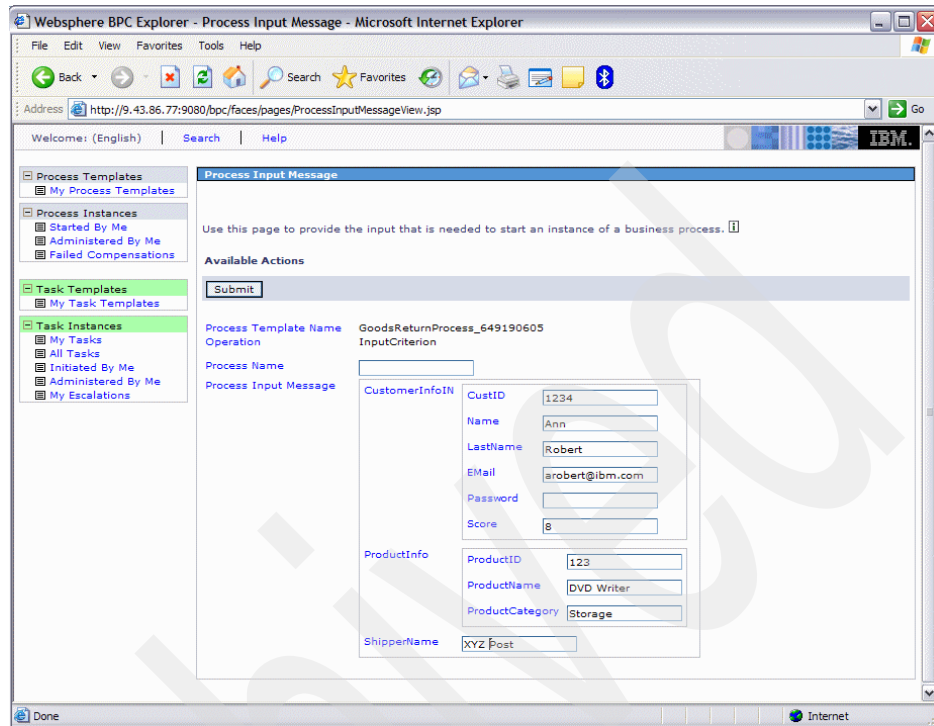 Websphere BPC Explorer - Process Input Message - Microsoft Internet Explorer
File Edit View Favorites Tools Help
Back Search Favorites
Address http://9.43.86.77:9080/bpc/faces/pages/ProcessInputMessageView.jsp Go
Welcome: (English) Search Help IBM.
Process Templates
My Process Templates
Process Instances
Started By Me
Administered By Me
Failed Compensations
Task Templates
My Task Templates
Task Instances
My Tasks
All Tasks
Initiated By Me
Administered By Me
My Escalations
Process Input Message
Use this page to provide the input that is needed to start an instance of a business process. i
Available Actions
Submit
Process Template Name GoodsReturnProcess_649190605
Operation InputCriterion
Process Name
Process Input Message
CustomerInfoIN
CustID 1234
Name Ann
LastName Robert
EMail arobert@ibm.com
Password
Score 8
ProductInfo
ProductID 123
ProductName DVD Writer
ProductCategory Storage
ShipperName XYZ Post
Done Internet